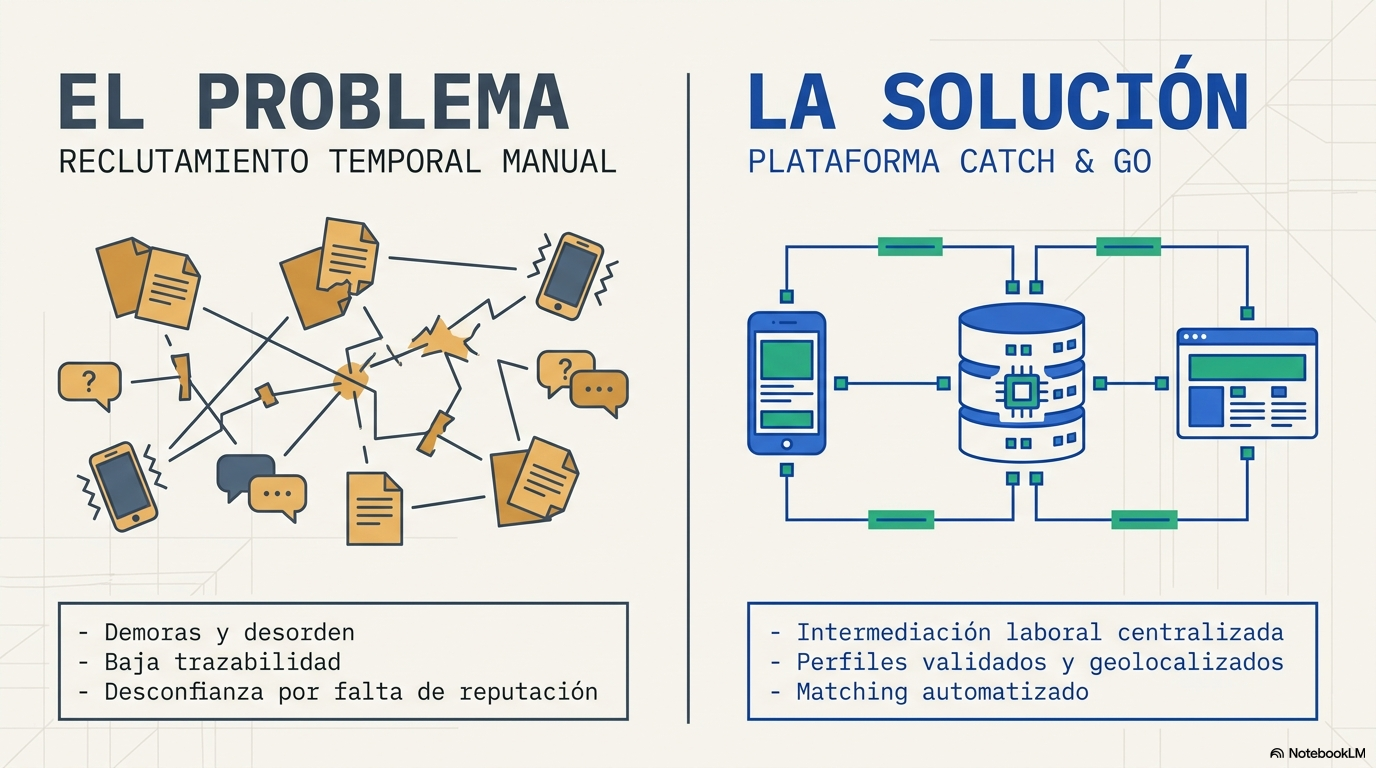 EL PROBLEMA
RECLUTAMIENTO TEMPORAL MANUAL
?
?
...
...
- Demoras y desorden
- Baja trazabilidad
- Desconfianza por falta de reputación
LA SOLUCIÓN
PLATAFORMA CATCH & GO
- Intermediación laboral centralizada
- Perfiles validados y geolocalizados
- Matching automatizado
NotebookLM